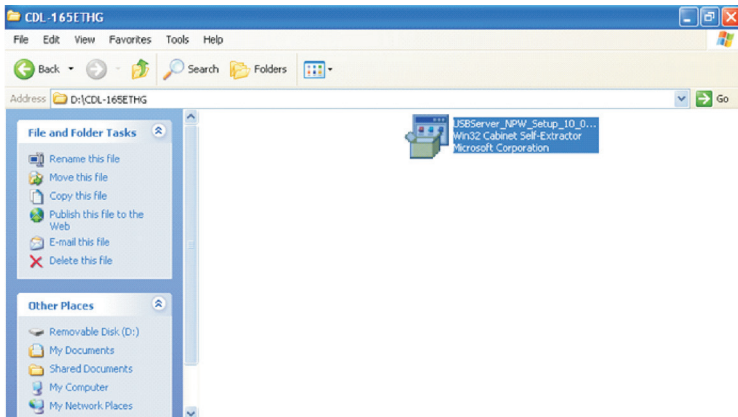 CDL-165ETHG
File Edit View Favorites Tools Help
Back Search Folders
Address D:\CDL-165ETHG Go
File and Folder Tasks
Rename this file
Move this file
Copy this file
Publish this file to the
Web
E-mail this file
Delete this file
Other Places
Removable Disk (D:)
My Documents
Shared Documents
My Computer
My Network Places
USBServer_NPW_Setup_10_0...
Win32 Cabinet Self-Extractor
Microsoft Corporation